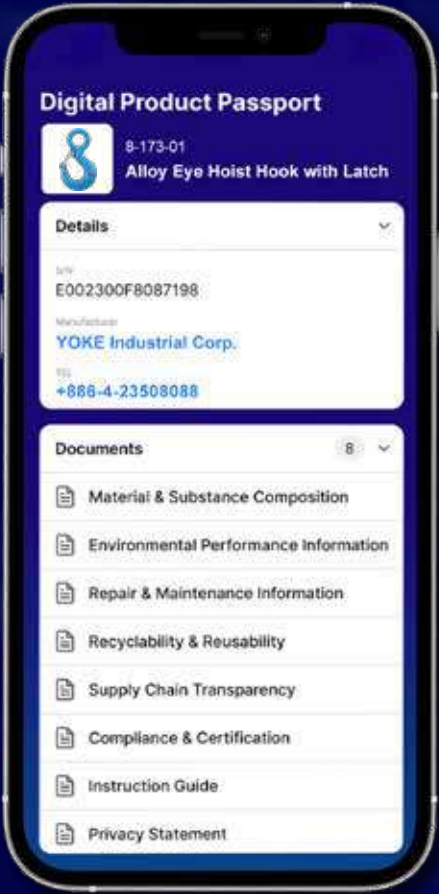 Digital Product Passport
8-173-01
Alloy Eye Hoist Hook with Latch
Details
S/N
E002300F8087198
Manufacturer
YOKE Industrial Corp.
TEL
+886-4-23508088
Documents 8
Material & Substance Composition
Environmental Performance Information
Repair & Maintenance Information
Recyclability & Reusability
Supply Chain Transparency
Compliance & Certification
Instruction Guide
Privacy Statement